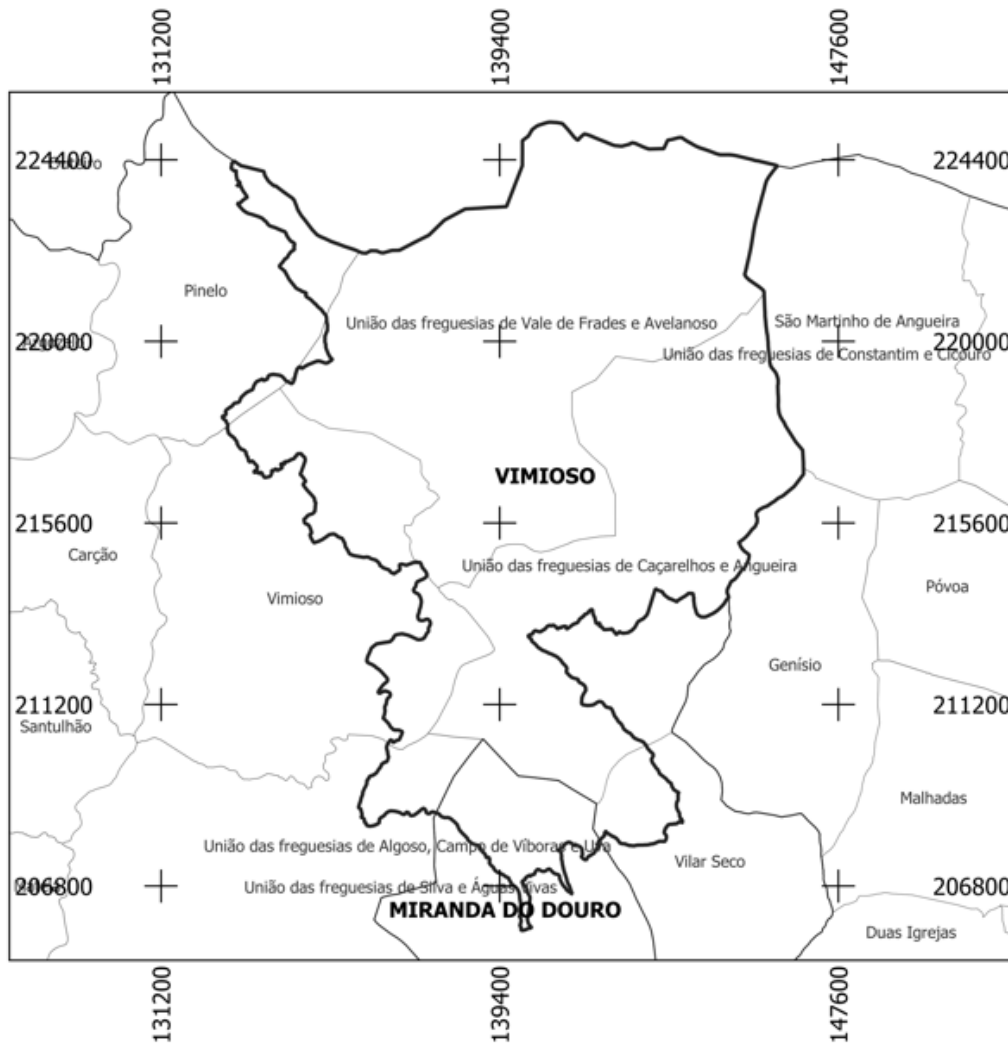 131200
139400
147600
224400
224400
Pinelo
União das freguesias de Vale de Frades e Avelanoso
São Martinho de Angueira
220000
220000
União das freguesias de Constantim e Cicouro
VIMIOSO
215600
215600
Carção
União das freguesias de Caçarelhos e Angueira
Póvoa
Vimioso
Genísio
211200
211200
Santulhão
Malhadas
União das freguesias de Algoso, Campo de Víboras e Uva
Vilar Seco
206800
União das freguesias de Silva e Águas Vivas
206800
MIRANDA DO DOURO
Duas Igrejas
131200
139400
147600